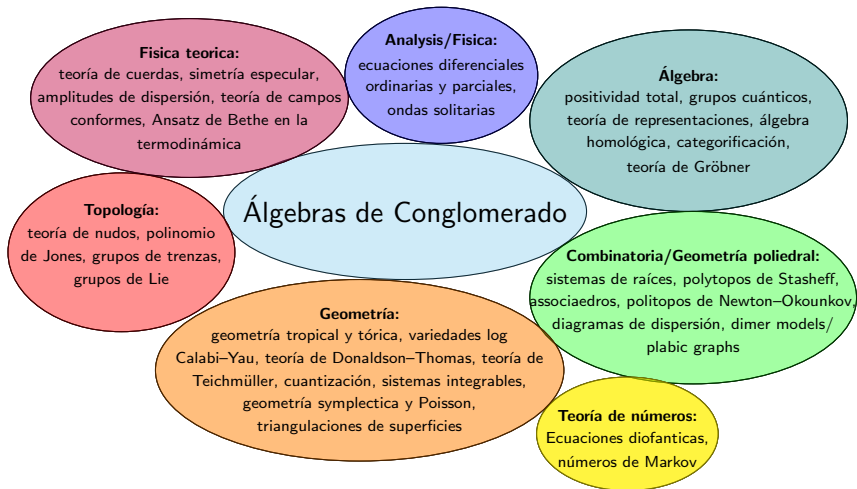 Fisica teorica:
teoría de cuerdas, simetría especular,
amplitudes de dispersión, teoría de campos
conformes, Ansatz de Bethe en la
termodinámica
Analysis/Fisica:
ecuaciones diferenciales
ordinarias y parciales,
ondas solitarias
Álgebra:
positividad total, grupos cuánticos,
teoría de representaciones, álgebra
homológica, categorificación,
teoría de Gröbner
Álgebras de Conglomerado
Topología:
teoría de nudos, polinomio
de Jones, grupos de trenzas,
grupos de Lie
Combinatoria/Geometría poliedral:
sistemas de raíces, polytopos de Stasheff,
associaedros, politopos de Newton–Okounkov,
diagramas de dispersión, dimer models/
plabic graphs
Geometría:
geometría tropical y tórica, variedades log
Calabi–Yau, teoría de Donaldson–Thomas, teoría de
Teichmüller, cuantización, sistemas integrables,
geometría symplectica y Poisson,
triangulaciones de superficies
Teoría de números:
Ecuaciones diofanticas,
números de Markov